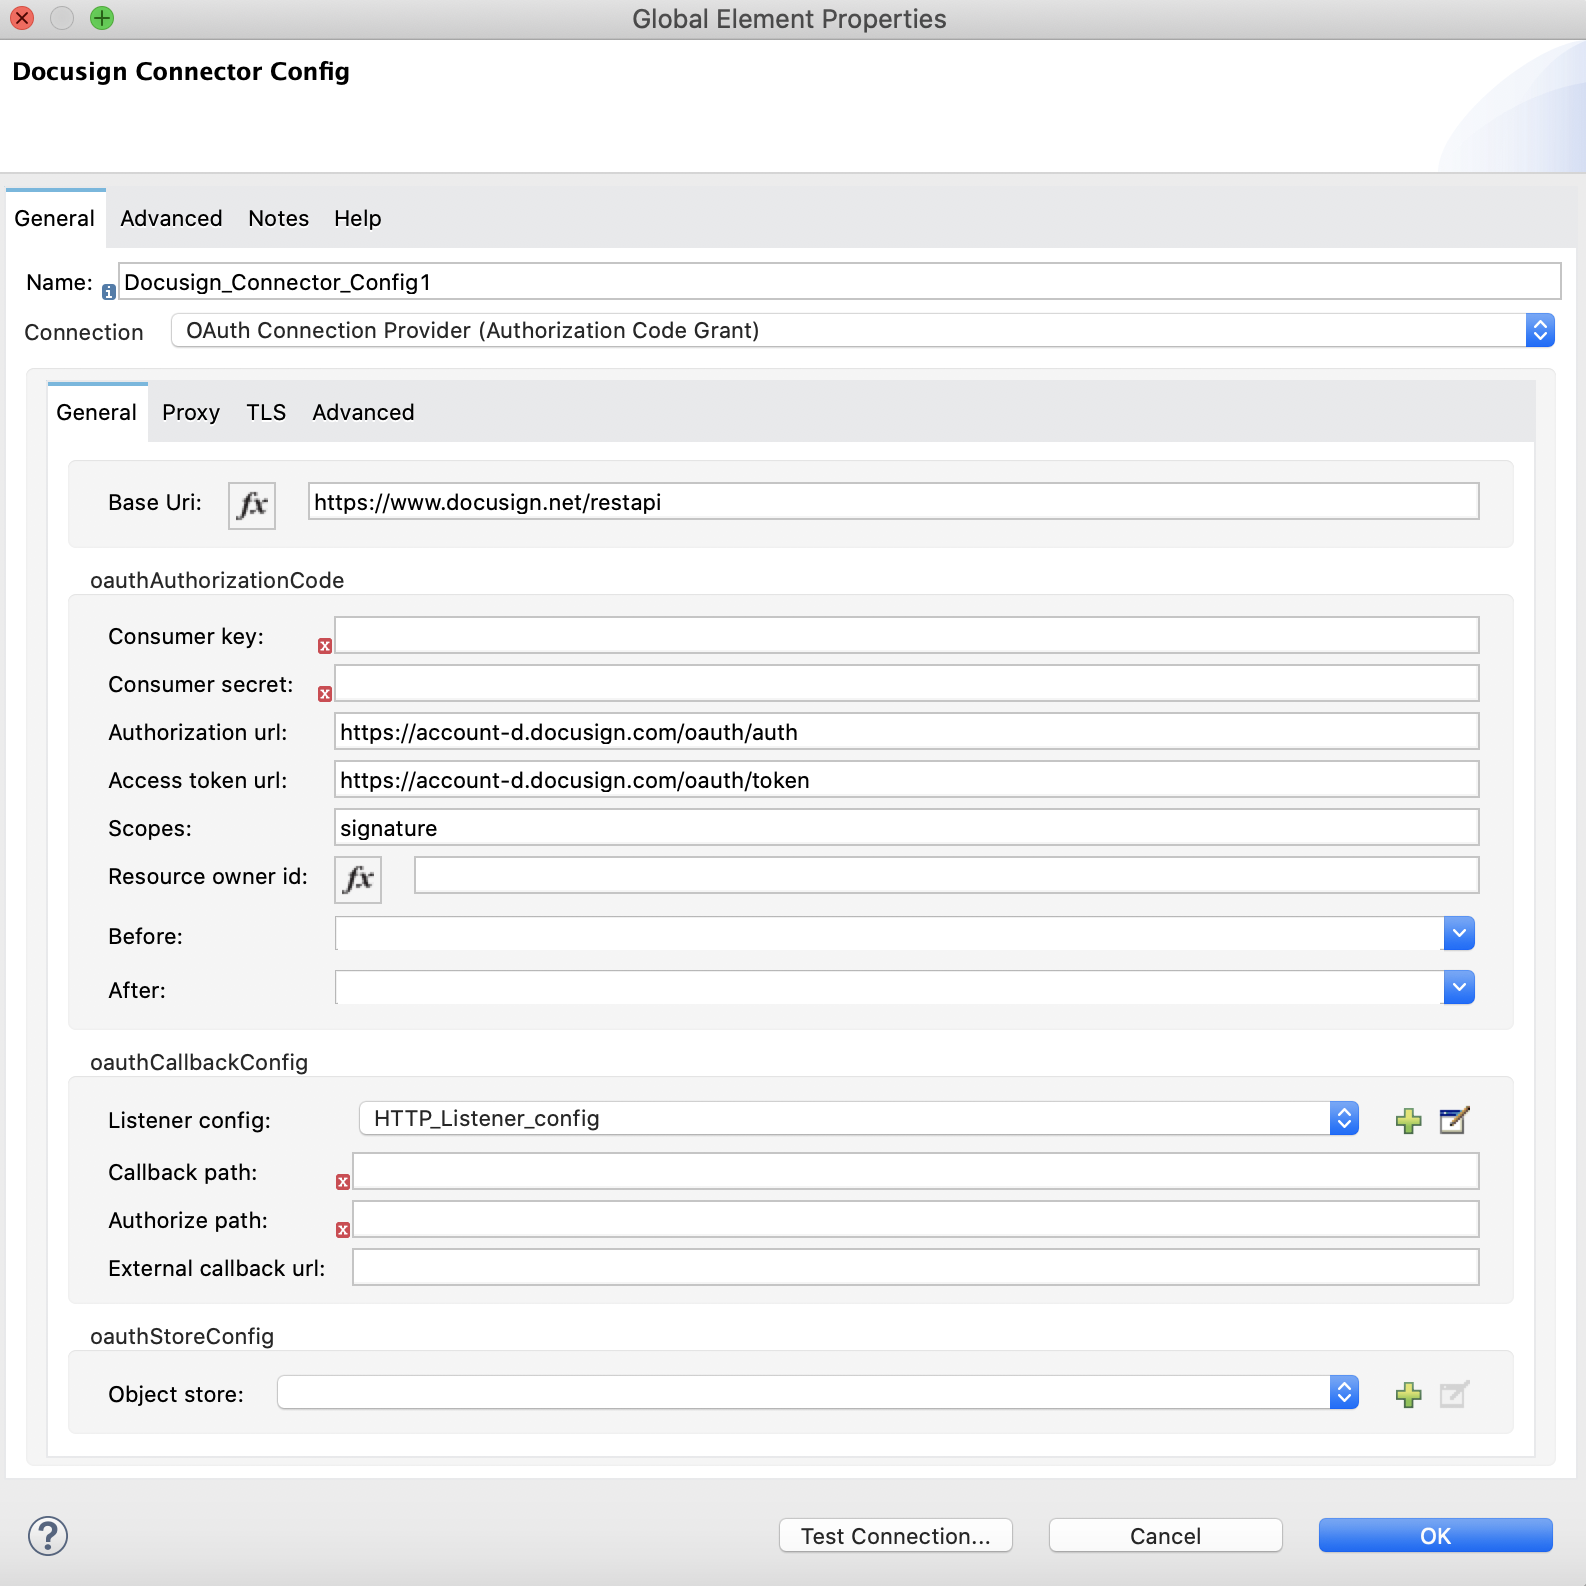 Global Element Properties
Docusign Connector Config
General Advanced Notes Help
Name: Docusign_Connector_Config1
Connection OAuth Connection Provider (Authorization Code Grant)
General Proxy TLS Advanced
Base Uri: fx https://www.docusign.net/restapi
oauthAuthorizationCode
Consumer key:
Consumer secret:
Authorization url: https://account-d.docusign.com/oauth/auth
Access token url: https://account-d.docusign.com/oauth/token
Scopes: signature
Resource owner id: fx
Before:
After:
oauthCallbackConfig
Listener config: HTTP_Listener_config
Callback path:
Authorize path:
External callback url:
oauthStoreConfig
Object store:
? Test Connection... Cancel OK